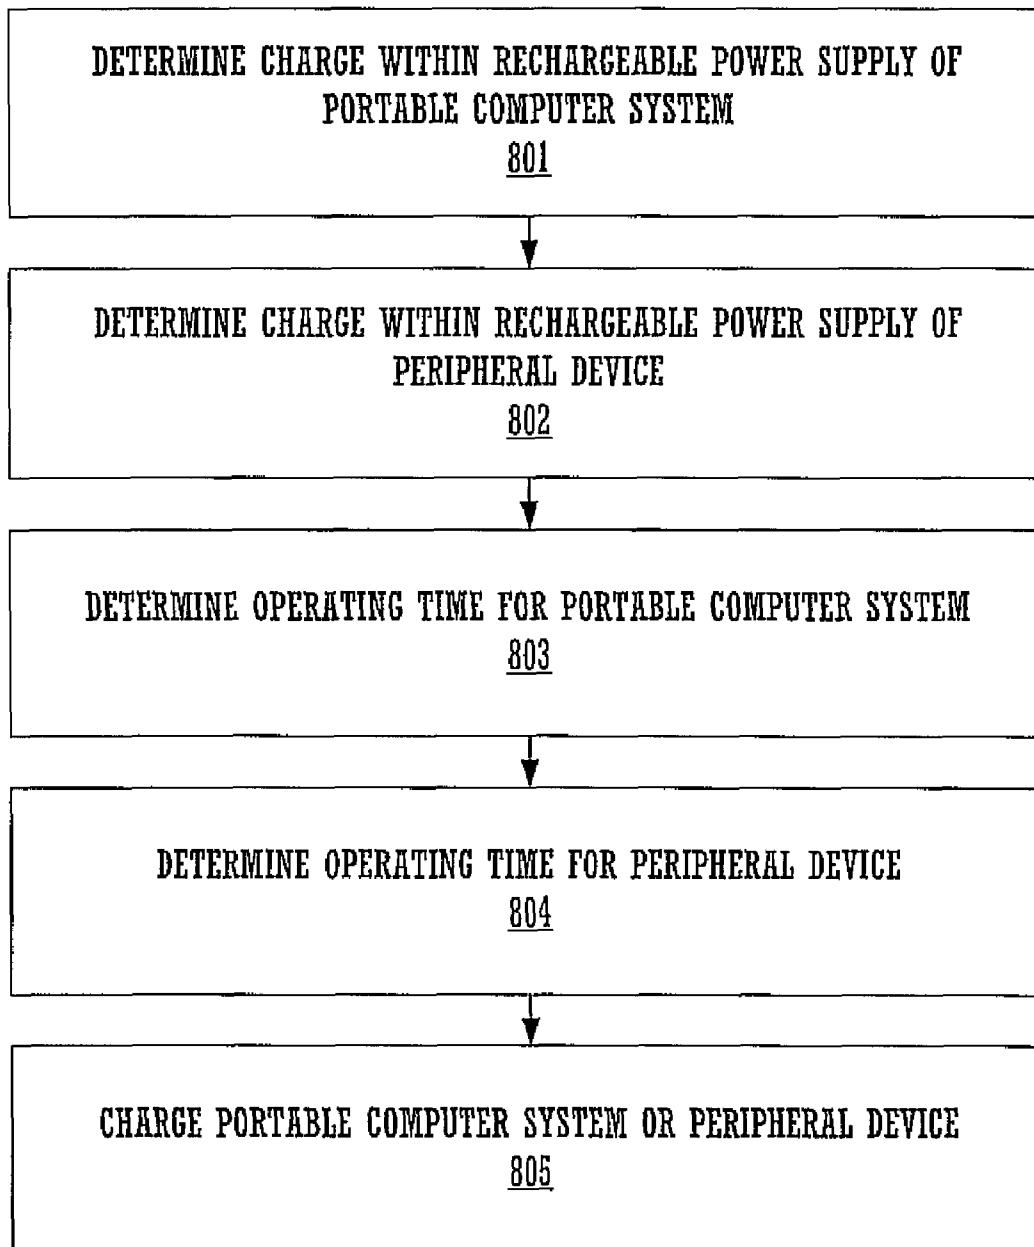 DETERMINE CHARGE WITHIN RECHARGEABLE POWER SUPPLY OF
PORTABLE COMPUTER SYSTEM
801
DETERMINE CHARGE WITHIN RECHARGEABLE POWER SUPPLY OF
PERIPHERAL DEVICE
802
DETERMINE OPERATING TIME FOR PORTABLE COMPUTER SYSTEM
803
DETERMINE OPERATING TIME FOR PERIPHERAL DEVICE
804
CHARGE PORTABLE COMPUTER SYSTEM OR PERIPHERAL DEVICE
805